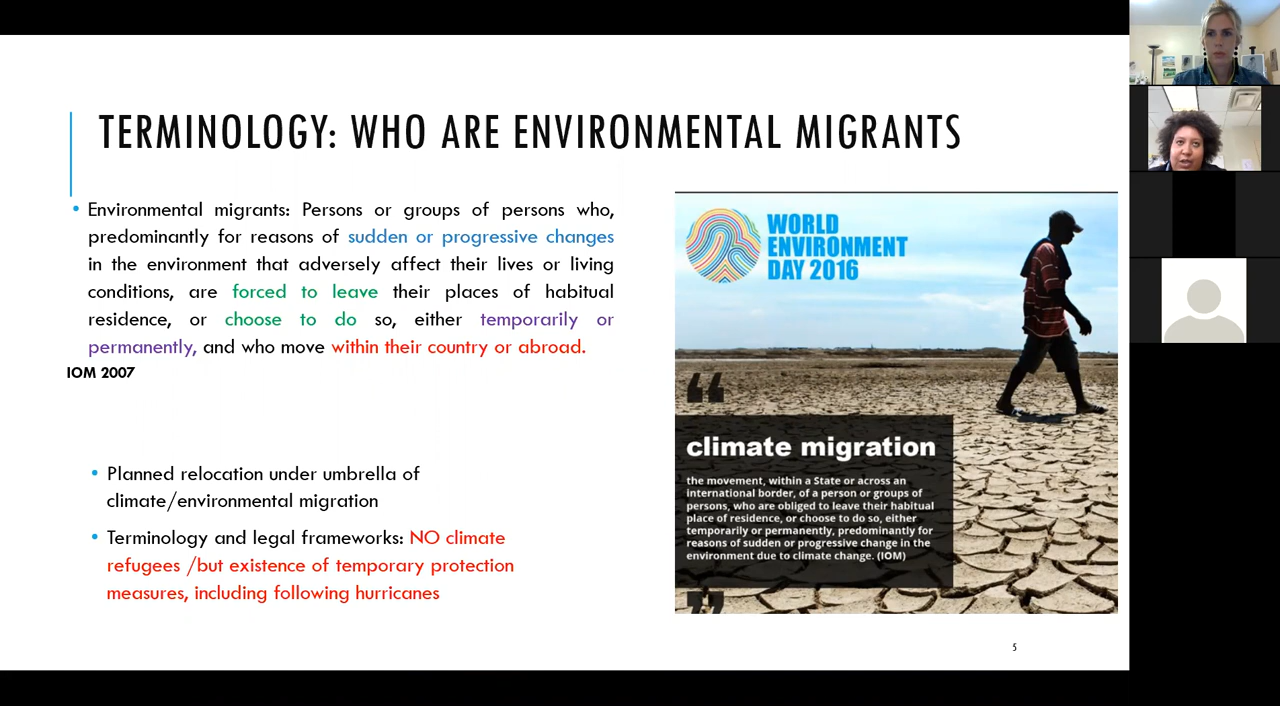 TERMINOLOGY: WHO ARE ENVIRONMENTAL MIGRANTS
• Environmental migrants: Persons or groups of persons who,
predominantly for reasons of sudden or progressive changes
in the environment that adversely affect their lives or living
conditions, are forced to leave their places of habitual
residence, or choose to do so, either temporarily or
permanently, and who move within their country or abroad.
IOM 2007
• Planned relocation under umbrella of
climate/environmental migration
• Terminology and legal frameworks: NO climate
refugees /but existence of temporary protection
measures, including following hurricanes
WORLD
ENVIRONMENT
DAY 2016
“
climate migration
the movement, within a State or across an
international border, of a person or groups of
persons, who are obliged to leave their habitual
place of residence, or choose to do so, either
temporarily or permanently, predominantly for
reasons of sudden or progressive change in the
environment due to climate change. (IOM)
”
5